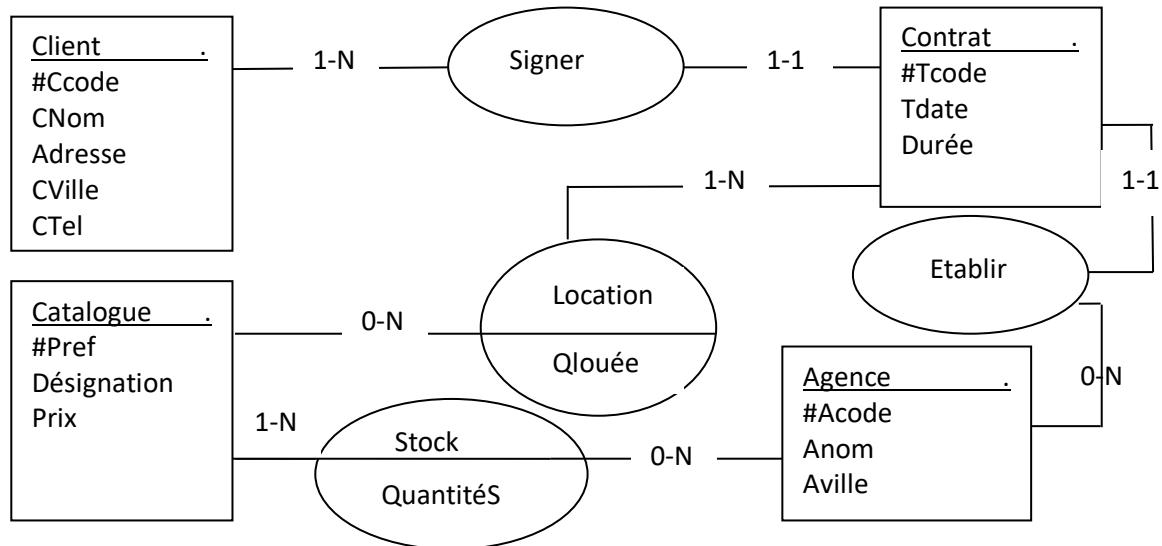 Client .
#Ccode
CNom
Adresse
CVille
CTel
1-N
Signer
1-1
Contrat .
#Tcode
Tdate
Durée
1-N
1-1
Etablir
Location
Qlouée
0-N
Catalogue .
#Pref
Désignation
Prix
1-N
Stock
QuantitéS
0-N
Agence .
#Acode
Anom
Aville
0-N